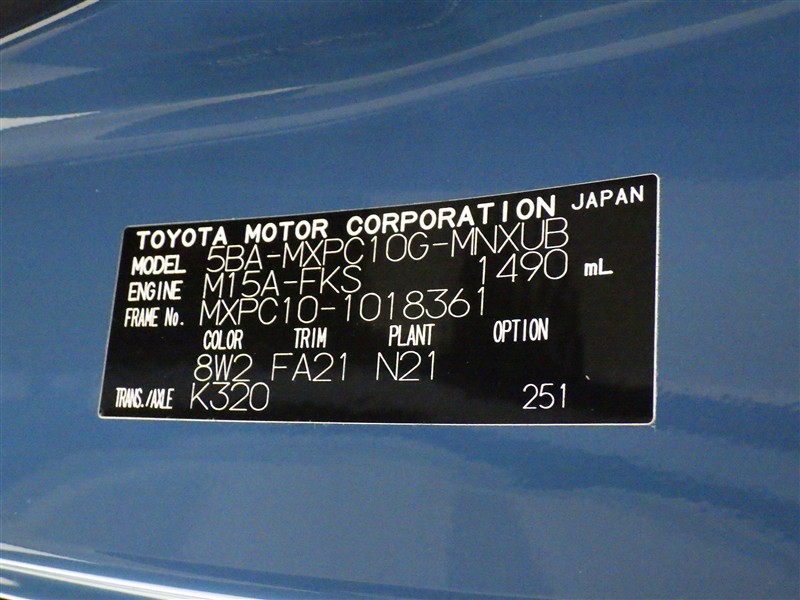 TOYOTA MOTOR CORPORATION JAPAN
MODEL 5BA-MXPC10G-MNXUB
ENGINE M15A-FKS 1490 mL
FRAME No. MXPC10-1018361
COLOR TRIM PLANT OPTION
8W2 FA21 N21
TRANS./AXLE K320 251